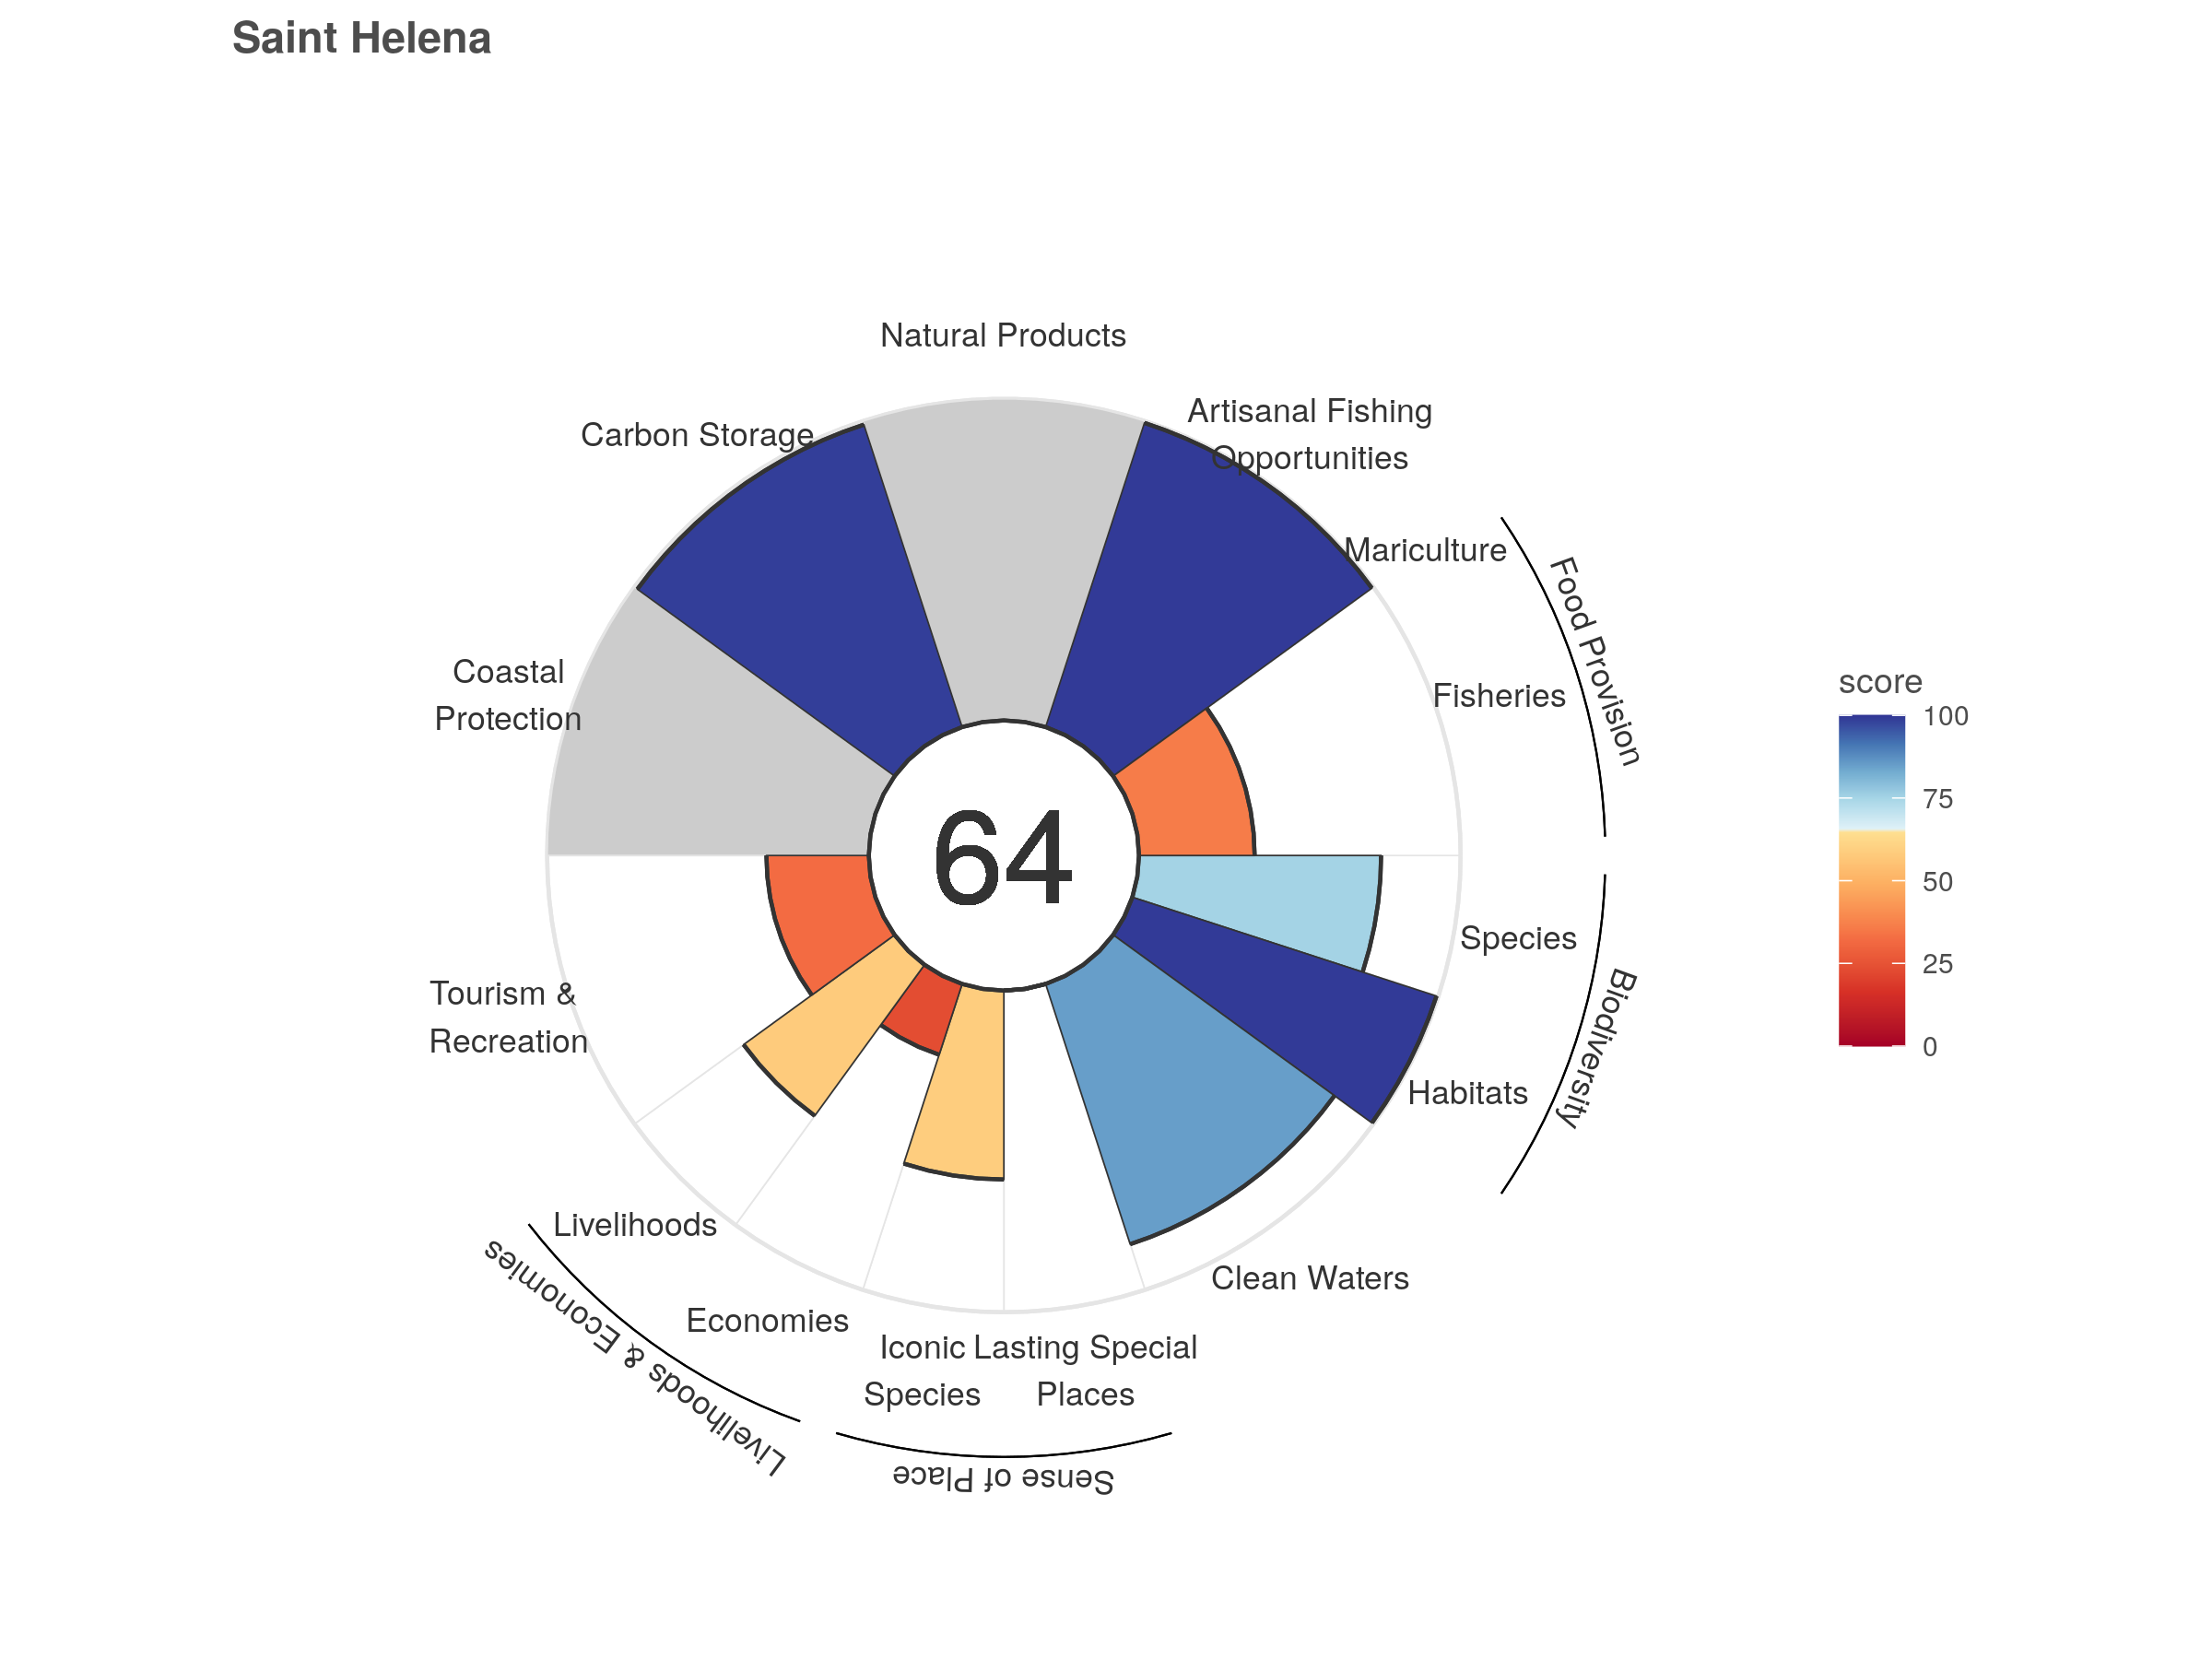 Saint Helena
Natural Products
Artisanal Fishing
Opportunities
Carbon Storage
Mariculture
Food Provision
Fisheries
Coastal
Protection
score
100
75
50
25
0
64
Species
Biodiversity
Habitats
Tourism &
Recreation
Livelihoods
Clean Waters
Economies
Livelihoods & Economies
Iconic
Species
Lasting Special
Places
Sense of Place